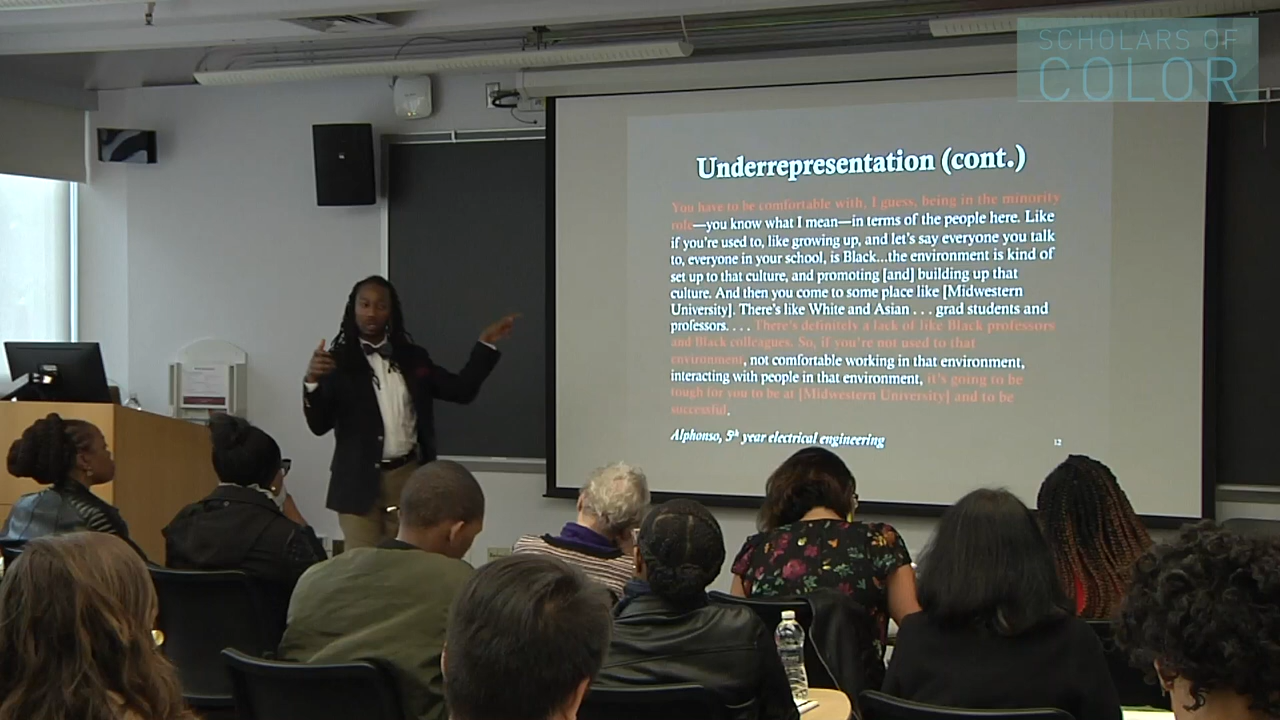 SCHOLARS OF
COLOR
Underrepresentation (cont.)
You have to be comfortable with, I guess, being in the minority
role—you know what I mean—in terms of the people here. Like
if you're used to, like growing up, and let's say everyone you talk
to, everyone in your school, is Black...the environment is kind of
set up to that culture, and promoting [and] building up that
culture. And then you come to some place like [Midwestern
University]. There's like White and Asian . . . grad students and
professors. . . . There's definitely a lack of like Black professors
and Black colleagues. So, if you're not used to that
environment, not comfortable working in that environment,
interacting with people in that environment, it's going to be
tough for you to be at [Midwestern University] and to be
successful.
Alphonso, 5th year electrical engineering
12